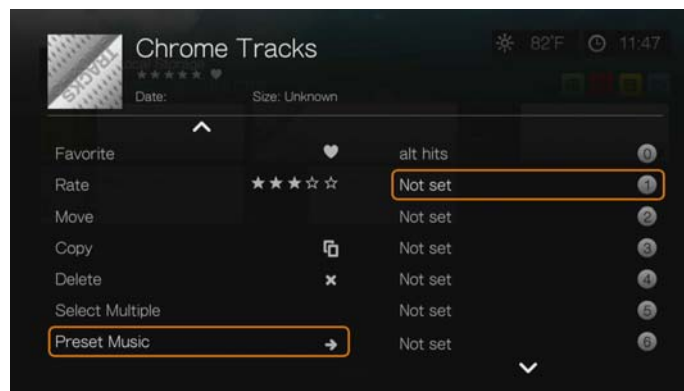 Chrome Tracks
82°F
11:47
TRACKS
Date:
Size: Unknown
Favorite
Rate
Move
Copy
Delete
Select Multiple
Preset Music
alt hits 0
Not set 1
Not set 2
Not set 3
Not set 4
Not set 5
Not set 6